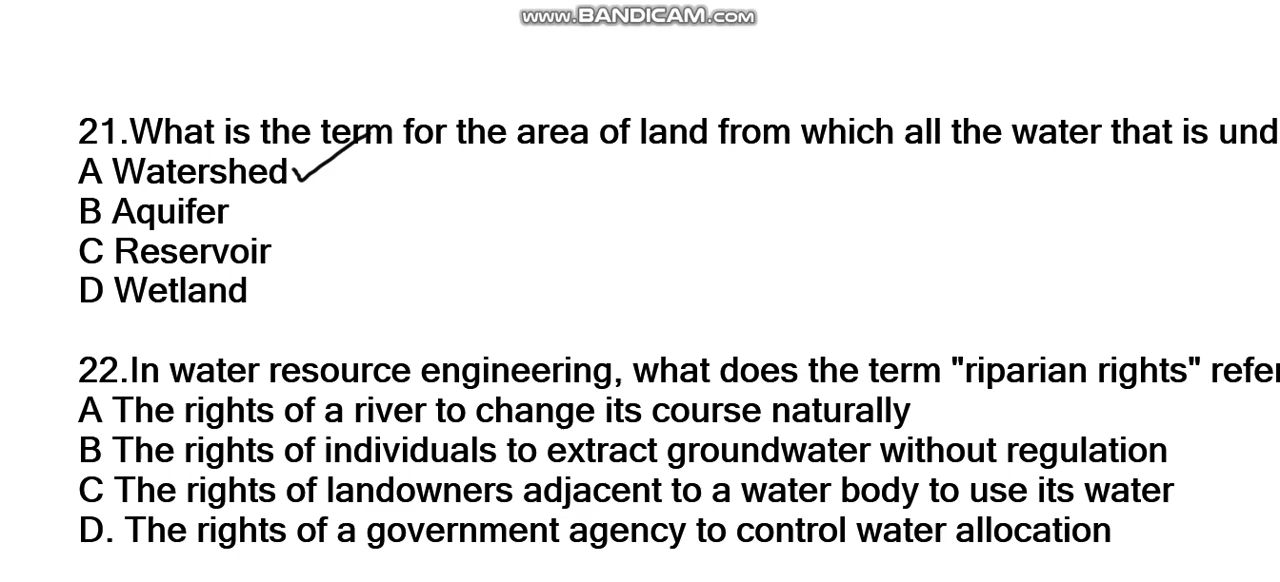 www.BANDICAM.com
21.What is the term for the area of land from which all the water that is und
A Watershed
B Aquifer
C Reservoir
D Wetland
22.In water resource engineering, what does the term "riparian rights" refer
A The rights of a river to change its course naturally
B The rights of individuals to extract groundwater without regulation
C The rights of landowners adjacent to a water body to use its water
D. The rights of a government agency to control water allocation